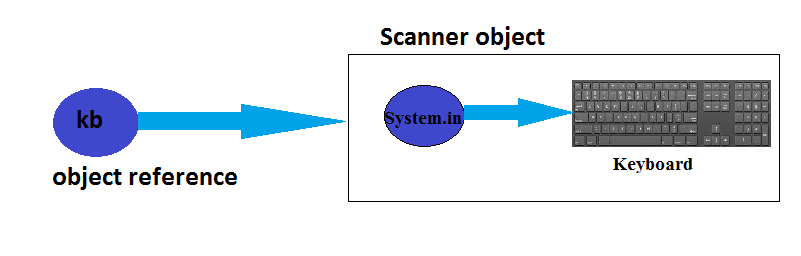 Scanner object
kb
System.in
object reference
Keyboard